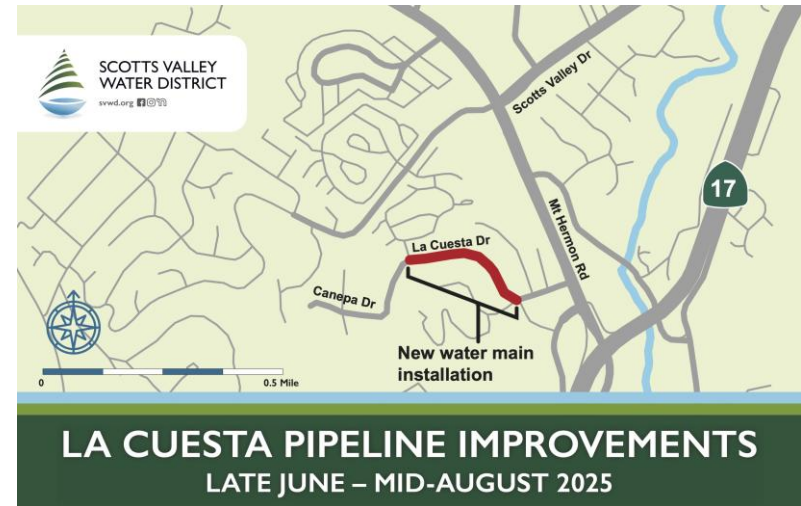 SCOTTS VALLEY
WATER DISTRICT
svwd.org
Scotts Valley Dr
17
Mt Hermon Rd
La Cuesta Dr
Canepa Dr
New water main
installation
0
0.5 Mile
LA CUESTA PIPELINE IMPROVEMENTS
LATE JUNE – MID-AUGUST 2025